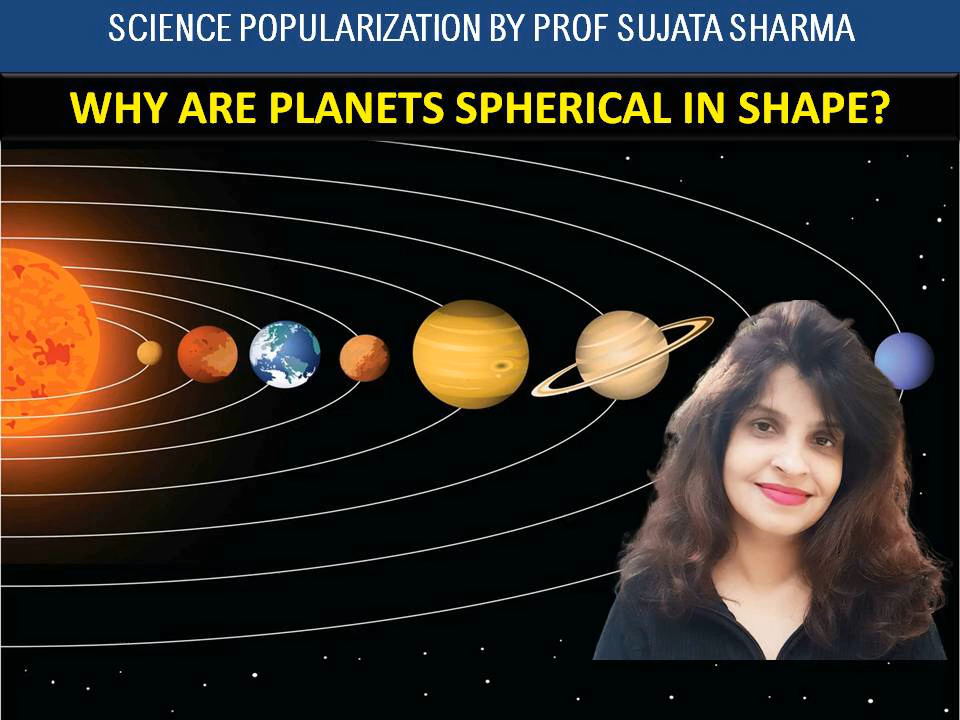 SCIENCE POPULARIZATION BY PROF SUJATA SHARMA
WHY ARE PLANETS SPHERICAL IN SHAPE?